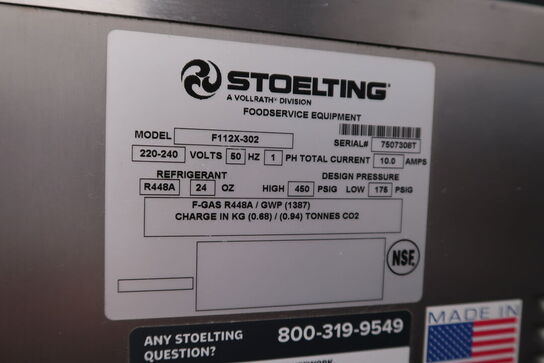 STOELTING
A VOLLRATH® DIVISION
FOODSERVICE EQUIPMENT
MODEL F112X-302 SERIAL# 7507308T
220-240 VOLTS 50 HZ 1 PH TOTAL CURRENT 10.0 AMPS
REFRIGERANT DESIGN PRESSURE
R448A 24 OZ HIGH 450 PSIG LOW 175 PSIG
F-GAS R448A / GWP (1387)
CHARGE IN KG (0.68) / (0.94) TONNES CO2
NSF
ANY STOELTING 800-319-9549
QUESTION?
MADE IN